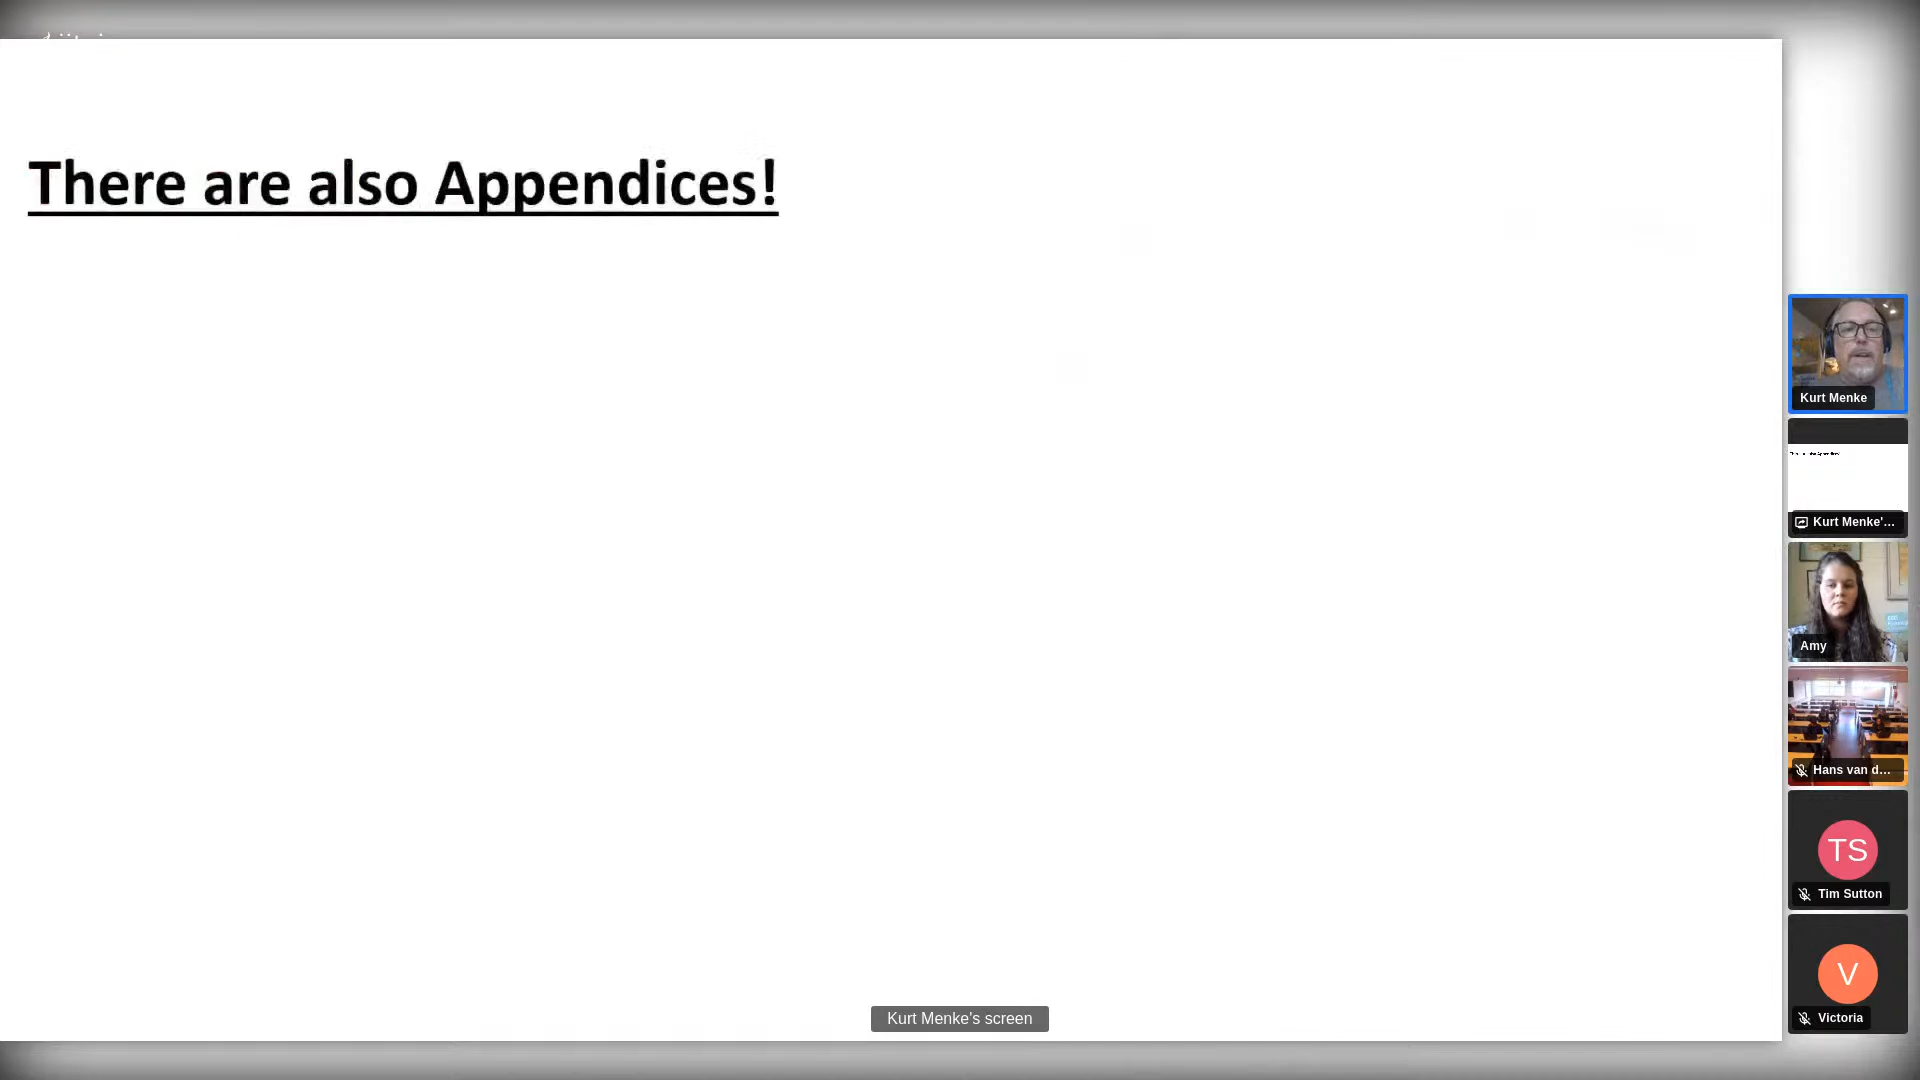 There are also Appendices!
Kurt Menke
Kurt Menke'...
Amy
Hans van d...
TS
Tim Sutton
V
Victoria
Kurt Menke's screen